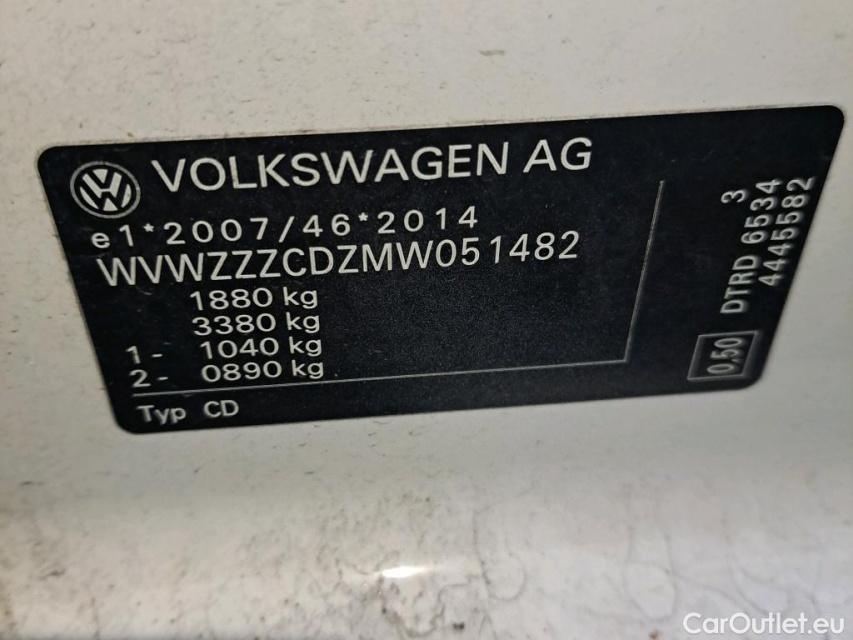 VOLKSWAGEN AG
e1*2007/46*2014
WVWZZZCDZMW051482
1880 kg
3380 kg
1- 1040 kg
2- 0890 kg
Typ CD
3
DTRD 6534
4445582
0,50
CarOutlet.eu